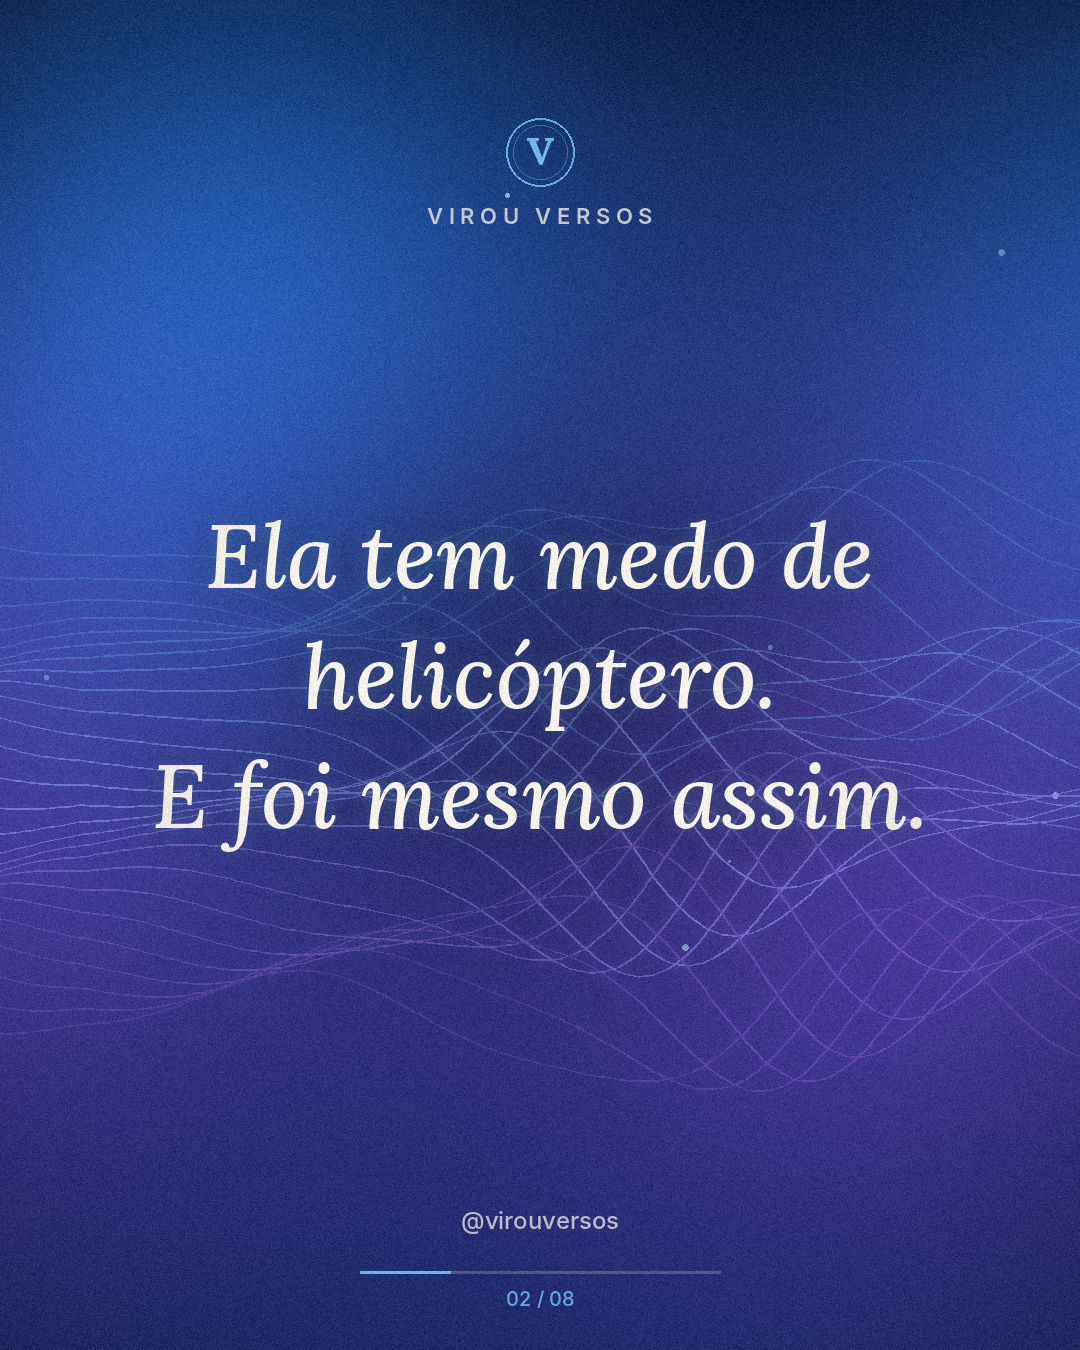 V
VIROU VERSOS
Ela tem medo de
helicóptero.
E foi mesmo assim.
@virouversos
02 / 08